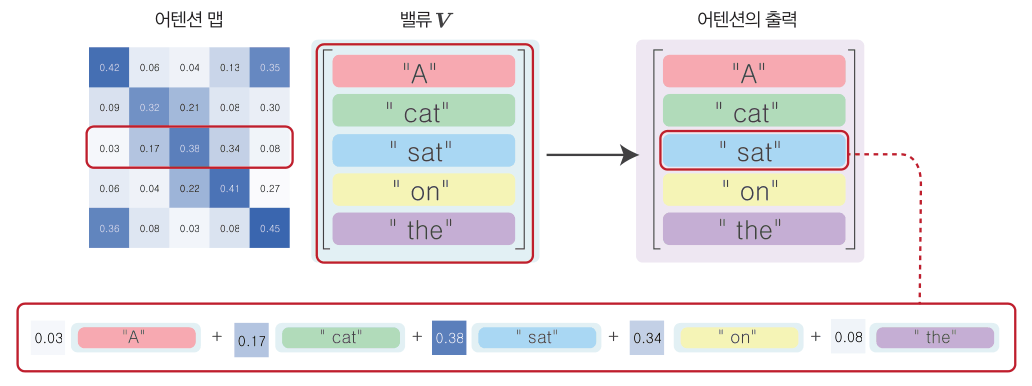 어텐션 맵
밸류 V
어텐션의 출력
0.42 0.06 0.04 0.13 0.35
0.09 0.32 0.21 0.08 0.30
0.03 0.17 0.38 0.34 0.08
0.06 0.04 0.22 0.41 0.27
0.36 0.08 0.03 0.08 0.45
"A"
" cat"
" sat"
" on"
" the"
"A"
" cat"
" sat"
" on"
" the"
0.03 "A" + 0.17 " cat" + 0.38 " sat" + 0.34 " on" + 0.08 " the"